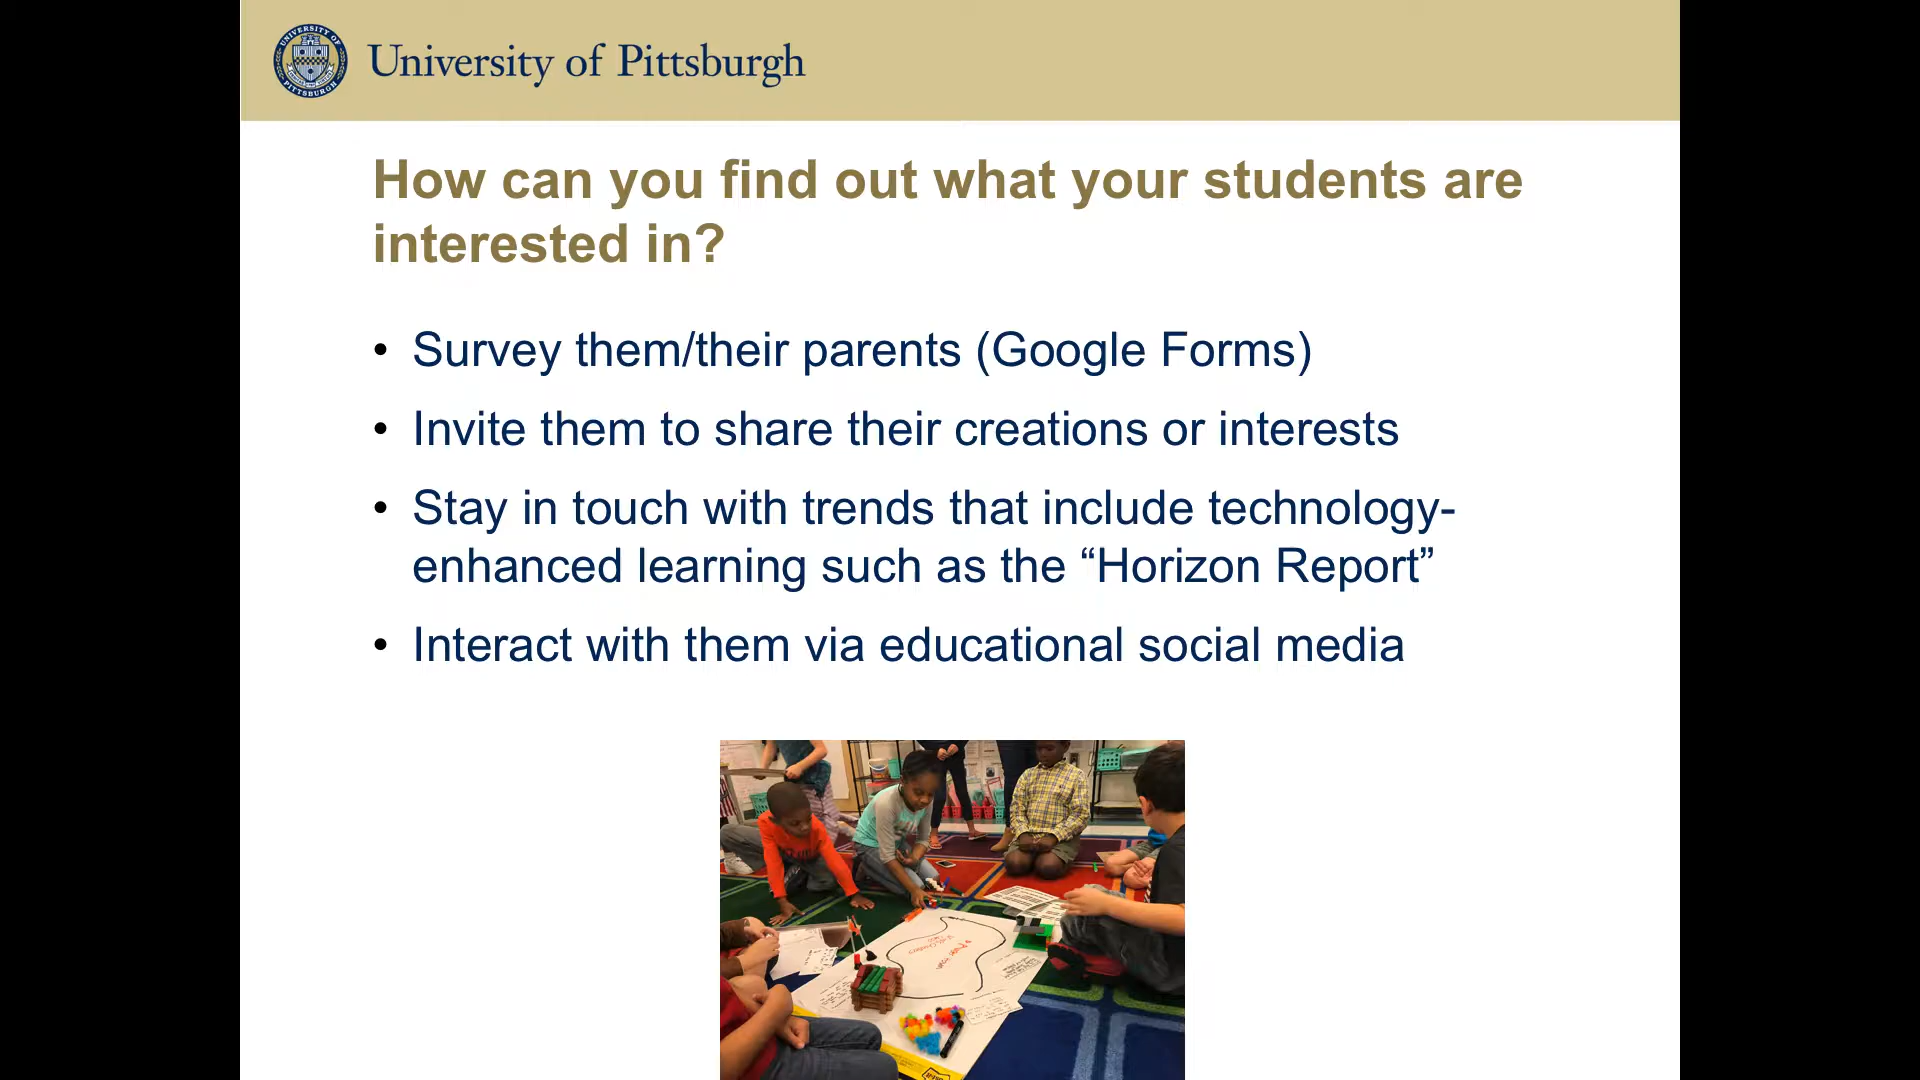 University of Pittsburgh
How can you find out what your students are
interested in?
• Survey them/their parents (Google Forms)
• Invite them to share their creations or interests
• Stay in touch with trends that include technology-
enhanced learning such as the “Horizon Report”
• Interact with them via educational social media